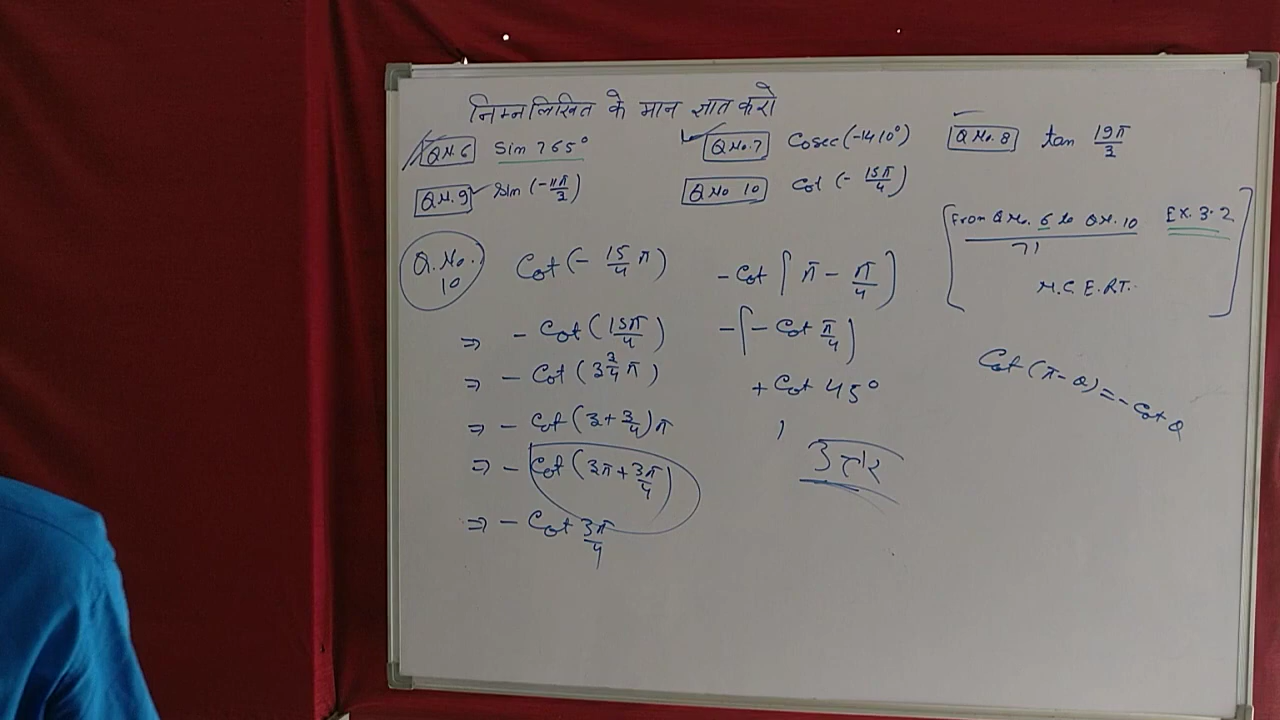 निम्नलिखित के मान ज्ञात करो
Q.N.6 Sin 765° Q.No.7 Cosec(-1410°) Q No. 8 tan 19π/3
Q.N.9 sin (-11π/3) Q No 10 Cot (- 15π/4)
From Q No. 6 to Q N. 10 Ex. 3.2
N.C.E.R.T.
Q.No. 10 Cot (- 15/4 π)
⇒ - Cot (15π/4)
⇒ - Cot (3 3/4 π)
⇒ - Cot (3 + 3/4)π
⇒ - Cot (3π + 3π/4)
⇒ - Cot 3π/4
- Cot [π - π/4]
- [- Cot π/4]
+ Cot 45°
1
उत्तर
Cot (π - θ) = - Cot θ